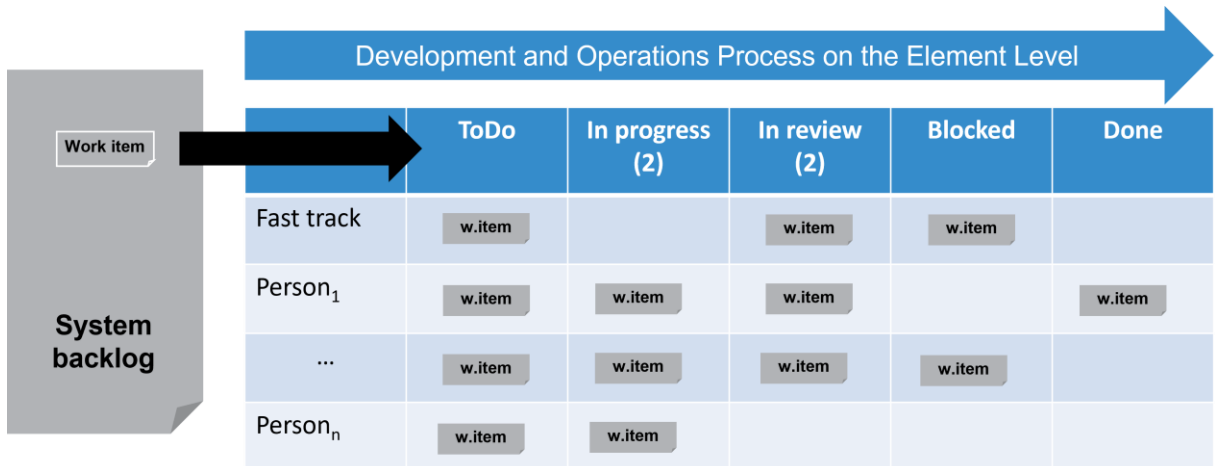 Development and Operations Process on the Element Level
Work item
System
backlog
ToDo
In progress
(2)
In review
(2)
Blocked
Done
Fast track
w.item
w.item
w.item
Person₁
w.item
w.item
w.item
w.item
...
w.item
w.item
w.item
w.item
Personₙ
w.item
w.item